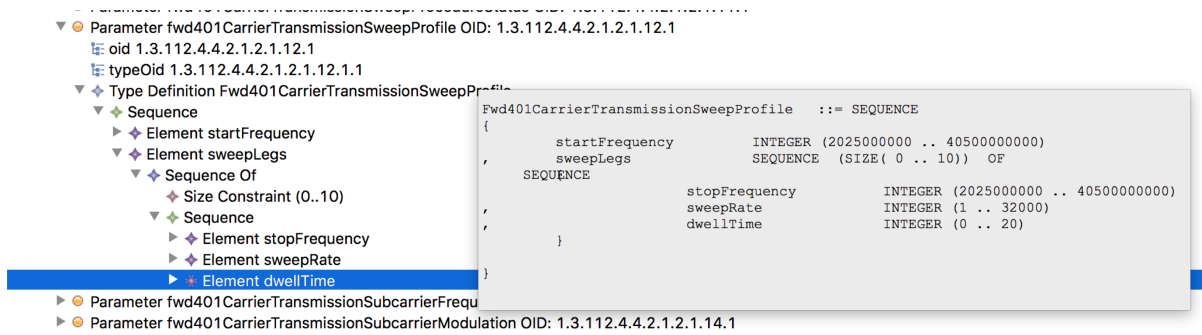 Parameter fwd401CarrierTransmissionSweepProfile OID: 1.3.112.4.4.2.1.2.1.12.1
oid 1.3.112.4.4.2.1.2.1.12.1
typeOid 1.3.112.4.4.2.1.2.1.12.1.1
Type Definition Fwd401CarrierTransmissionSweepProfile
Sequence
Element startFrequency
Element sweepLegs
Sequence Of
Size Constraint (0..10)
Sequence
Element stopFrequency
Element sweepRate
Element dwellTime
Parameter fwd401CarrierTransmissionSubcarrierFrequ
Parameter fwd401CarrierTransmissionSubcarrierModulation OID: 1.3.112.4.4.2.1.2.1.14.1
Fwd401CarrierTransmissionSweepProfile ::= SEQUENCE
{
startFrequency INTEGER (2025000000 .. 40500000000)
, sweepLegs SEQUENCE (SIZE( 0 .. 10)) OF
SEQUENCE
{
stopFrequency INTEGER (2025000000 .. 40500000000)
, sweepRate INTEGER (1 .. 32000)
, dwellTime INTEGER (0 .. 20)
}
}